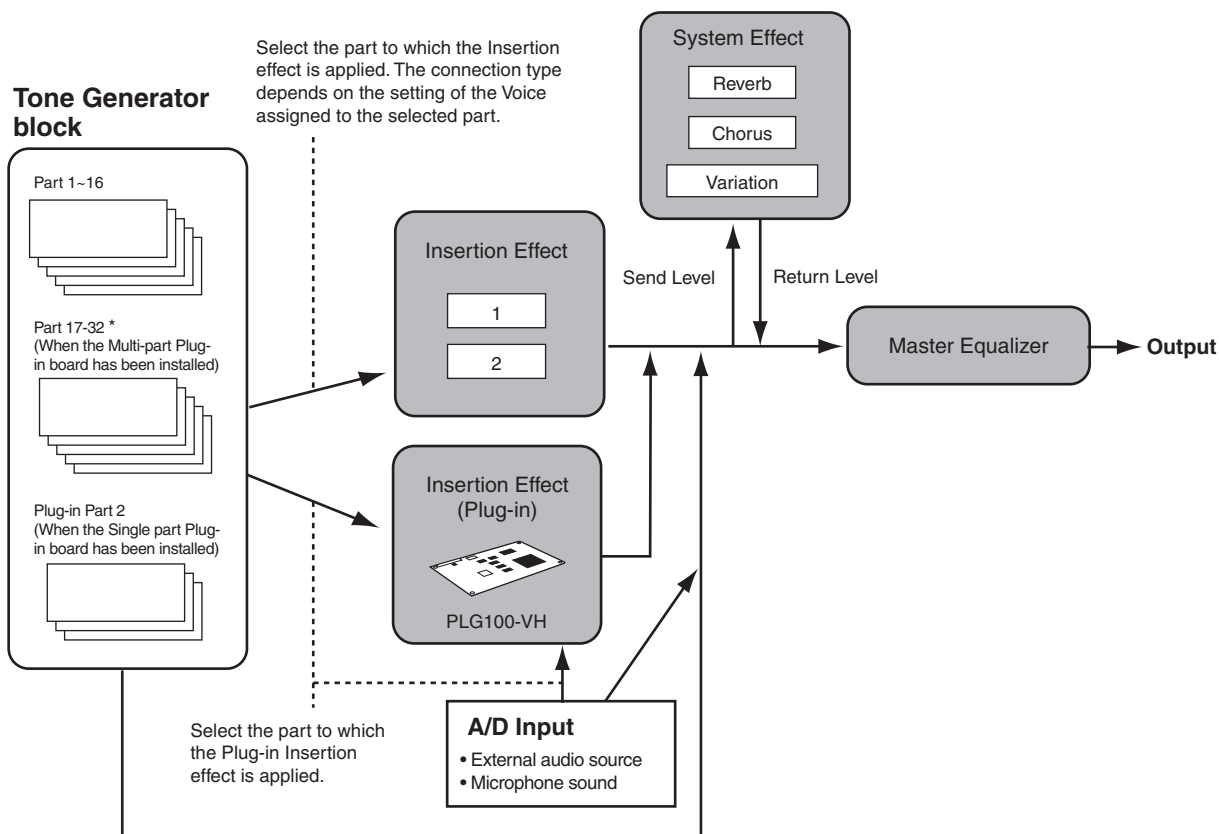 Select the part to which the Insertion
effect is applied. The connection type
depends on the setting of the Voice
assigned to the selected part.
System Effect
Reverb
Chorus
Variation
Tone Generator
block
Part 1~16
Part 17-32 *
(When the Multi-part Plug-
in board has been installed)
Plug-in Part 2
(When the Single part Plug-
in board has been installed)
Insertion Effect
1
2
Send Level
Return Level
Master Equalizer
Output
Insertion Effect
(Plug-in)
PLG100-VH
Select the part to which
the Plug-in Insertion
effect is applied.
A/D Input
• External audio source
• Microphone sound